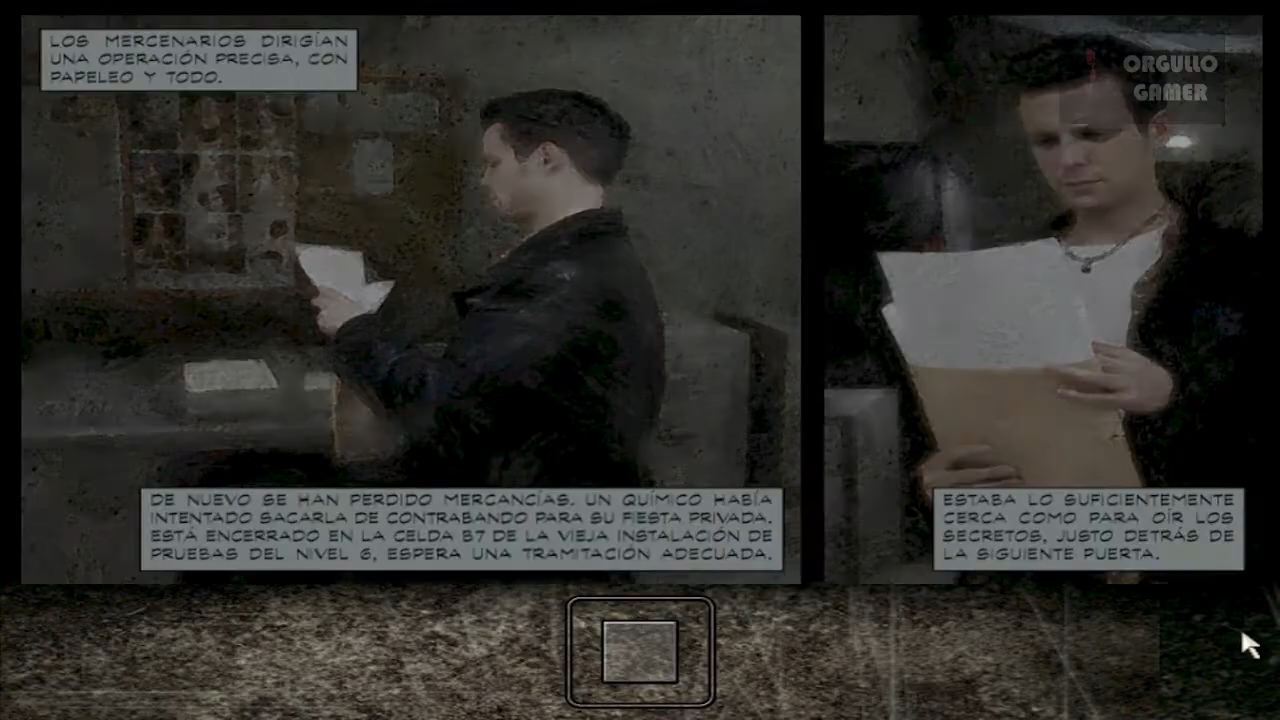 LOS MERCENARIOS DIRIGÍAN
UNA OPERACIÓN PRECISA, CON
PAPELEO Y TODO.
ORGULLO
GAMER
DE NUEVO SE HAN PERDIDO MERCANCÍAS. UN QUÍMICO HABÍA
INTENTADO SACARLA DE CONTRABANDO PARA SU FIESTA PRIVADA.
ESTÁ ENCERRADO EN LA CELDA B7 DE LA VIEJA INSTALACIÓN DE
PRUEBAS DEL NIVEL 6, ESPERA UNA TRAMITACIÓN ADECUADA.
ESTABA LO SUFICIENTEMENTE
CERCA COMO PARA OÍR LOS
SECRETOS, JUSTO DETRÁS DE
LA SIGUIENTE PUERTA.